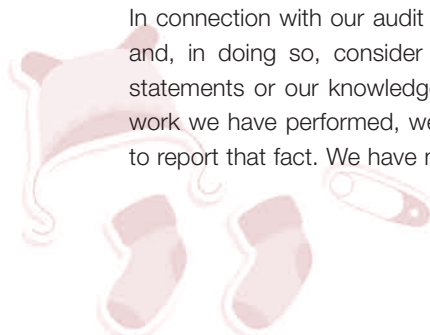 In connection with our audit
and, in doing so, consider
statements or our knowledge
work we have performed, we
to report that fact. We have